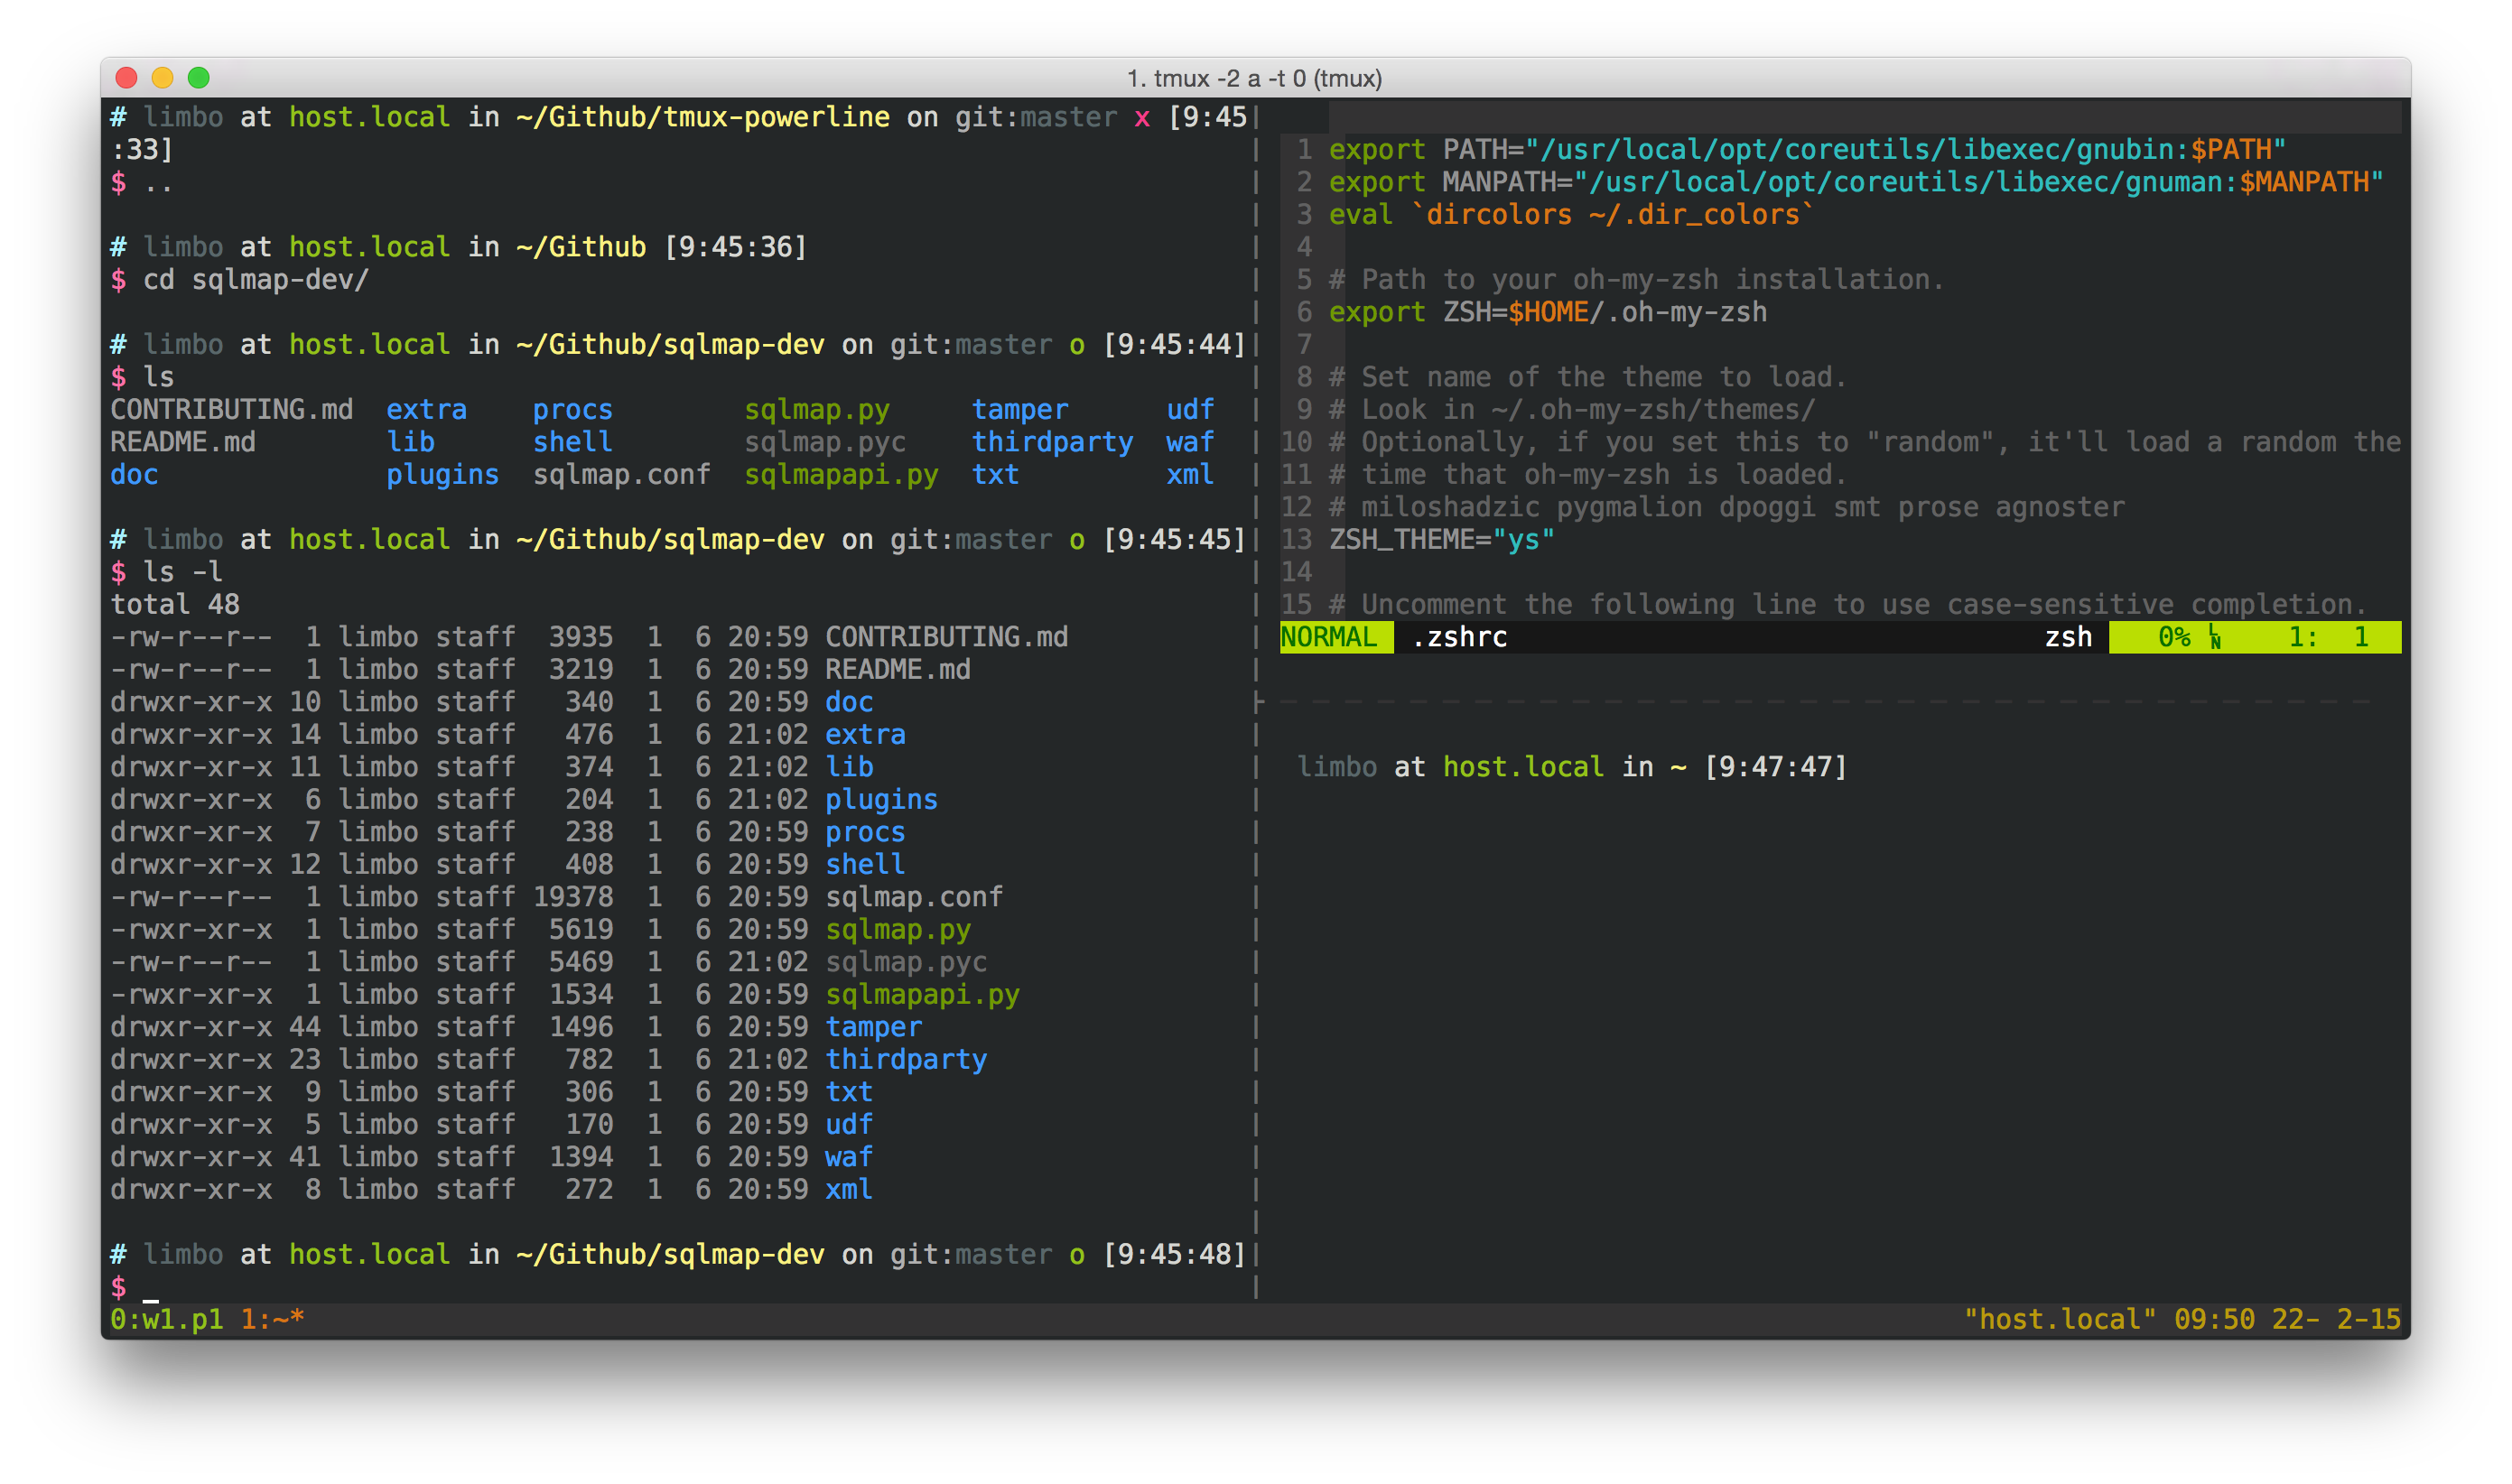 1. tmux -2 a -t 0 (tmux)
# limbo at host.local in ~/Github/tmux-powerline on git:master x [9:45
:33]
$ ..
# limbo at host.local in ~/Github [9:45:36]
$ cd sqlmap-dev/
# limbo at host.local in ~/Github/sqlmap-dev on git:master o [9:45:44]
$ ls
CONTRIBUTING.md  extra    procs        sqlmap.py     tamper      udf
README.md        lib      shell        sqlmap.pyc    thirdparty  waf
doc              plugins  sqlmap.conf  sqlmapapi.py  txt         xml
# limbo at host.local in ~/Github/sqlmap-dev on git:master o [9:45:45]
$ ls -l
total 48
-rw-r--r--  1 limbo staff  3935  1  6 20:59 CONTRIBUTING.md
-rw-r--r--  1 limbo staff  3219  1  6 20:59 README.md
drwxr-xr-x 10 limbo staff   340  1  6 20:59 doc
drwxr-xr-x 14 limbo staff   476  1  6 21:02 extra
drwxr-xr-x 11 limbo staff   374  1  6 21:02 lib
drwxr-xr-x  6 limbo staff   204  1  6 21:02 plugins
drwxr-xr-x  7 limbo staff   238  1  6 20:59 procs
drwxr-xr-x 12 limbo staff   408  1  6 20:59 shell
-rw-r--r--  1 limbo staff 19378  1  6 20:59 sqlmap.conf
-rwxr-xr-x  1 limbo staff  5619  1  6 20:59 sqlmap.py
-rw-r--r--  1 limbo staff  5469  1  6 21:02 sqlmap.pyc
-rwxr-xr-x  1 limbo staff  1534  1  6 20:59 sqlmapapi.py
drwxr-xr-x 44 limbo staff  1496  1  6 20:59 tamper
drwxr-xr-x 23 limbo staff   782  1  6 21:02 thirdparty
drwxr-xr-x  9 limbo staff   306  1  6 20:59 txt
drwxr-xr-x  5 limbo staff   170  1  6 20:59 udf
drwxr-xr-x 41 limbo staff  1394  1  6 20:59 waf
drwxr-xr-x  8 limbo staff   272  1  6 20:59 xml
# limbo at host.local in ~/Github/sqlmap-dev on git:master o [9:45:48]
$ _
1 export PATH="/usr/local/opt/coreutils/libexec/gnubin:$PATH"
2 export MANPATH="/usr/local/opt/coreutils/libexec/gnuman:$MANPATH"
3 eval `dircolors ~/.dir_colors`
4
5 # Path to your oh-my-zsh installation.
6 export ZSH=$HOME/.oh-my-zsh
7
8 # Set name of the theme to load.
9 # Look in ~/.oh-my-zsh/themes/
10 # Optionally, if you set this to "random", it'll load a random the
11 # time that oh-my-zsh is loaded.
12 # miloshadzic pygmalion dpoggi smt prose agnoster
13 ZSH_THEME="ys"
14
15 # Uncomment the following line to use case-sensitive completion.
NORMAL  .zshrc  zsh  0% ␤  1:  1
limbo at host.local in ~ [9:47:47]
0:w1.p1 1:~*  "host.local" 09:50 22- 2-15